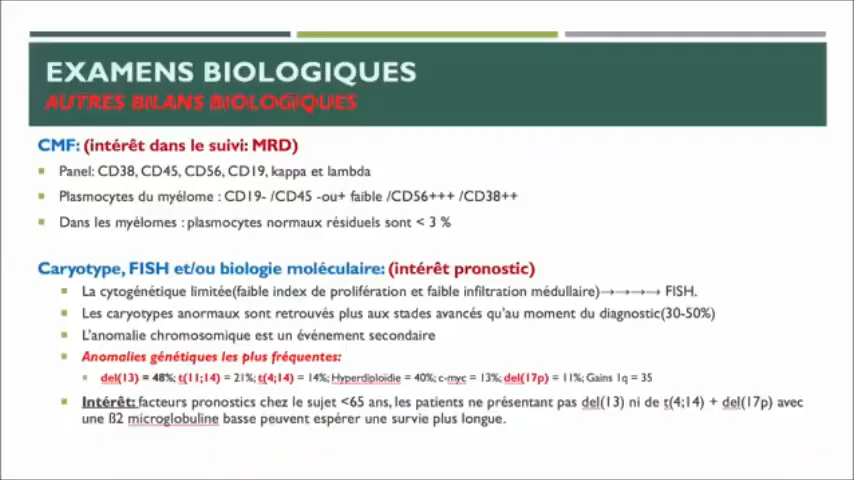 EXAMENS BIOLOGIQUES
AUTRES BILANS BIOLOGIQUES
CMF: (intérêt dans le suivi: MRD)
Panel: CD38, CD45, CD56, CD19, kappa et lambda
Plasmocytes du myélome : CD19- /CD45 -ou+ faible /CD56+++ /CD38++
Dans les myélomes : plasmocytes normaux résiduels sont < 3 %
Caryotype, FISH et/ou biologie moléculaire: (intérêt pronostic)
La cytogénétique limitée(faible index de prolifération et faible infiltration médullaire)→→→→ FISH.
Les caryotypes anormaux sont retrouvés plus aux stades avancés qu'au moment du diagnostic(30-50%)
L'anomalie chromosomique est un événement secondaire
Anomalies génétiques les plus fréquentes:
del(13) = 48%; t(11;14) = 21%; t(4;14) = 14%; Hyperdiploïdie = 40%; c-myc = 13%; del(17p) = 11%; Gains 1q = 35
Intérêt: facteurs pronostics chez le sujet <65 ans, les patients ne présentant pas del(13) ni de t(4;14) + del(17p) avec
une ß2 microglobuline basse peuvent espérer une survie plus longue.